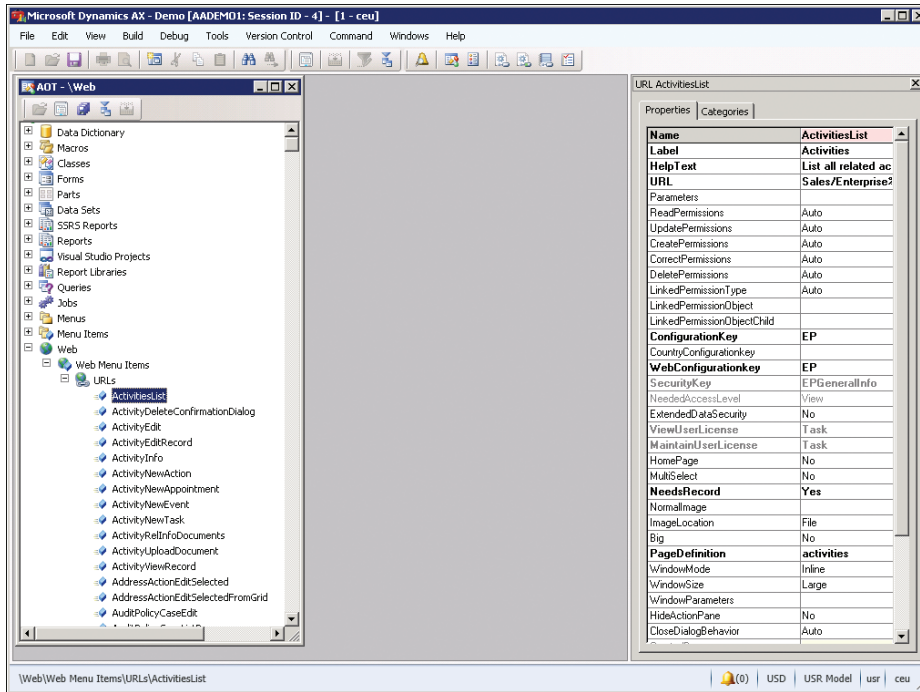 Microsoft Dynamics AX - Demo [AADEMO1: Session ID - 4] - [1 - ceu]
File Edit View Build Debug Tools Version Control Command Windows Help
AOT - \Web
Data Dictionary
Macros
Classes
Forms
Parts
Data Sets
SSRS Reports
Reports
Visual Studio Projects
Report Libraries
Queries
Jobs
Menus
Menu Items
Web
Web Menu Items
URLs
ActivitiesList
ActivityDeleteConfirmationDialog
ActivityEdit
ActivityEditRecord
ActivityInfo
ActivityNewAction
ActivityNewAppointment
ActivityNewEvent
ActivityNewTask
ActivityRelInfoDocuments
ActivityUploadDocument
ActivityViewRecord
AddressActionEditSelected
AddressActionEditSelectedFromGrid
AuditPolicyCaseEdit
URL ActivitiesList
Properties Categories
Name ActivitiesList
Label Activities
HelpText List all related ac
URL Sales/Enterprise%
Parameters
ReadPermissions Auto
UpdatePermissions Auto
CreatePermissions Auto
CorrectPermissions Auto
DeletePermissions Auto
LinkedPermissionType Auto
LinkedPermissionObject
LinkedPermissionObjectChild
ConfigurationKey EP
CountryConfigurationkey
WebConfigurationkey EP
SecurityKey EPGeneralInfo
NeededAccessLevel View
ExtendedDataSecurity No
ViewUserLicense Task
MaintainUserLicense Task
HomePage No
MultiSelect No
NeedsRecord Yes
NormalImage
ImageLocation File
Big No
PageDefinition activities
WindowMode Inline
WindowSize Large
WindowParameters
HideActionPane No
CloseDialogBehavior Auto
\Web\Web Menu Items\URLs\ActivitiesList
(0) USD USR Model usr ceu